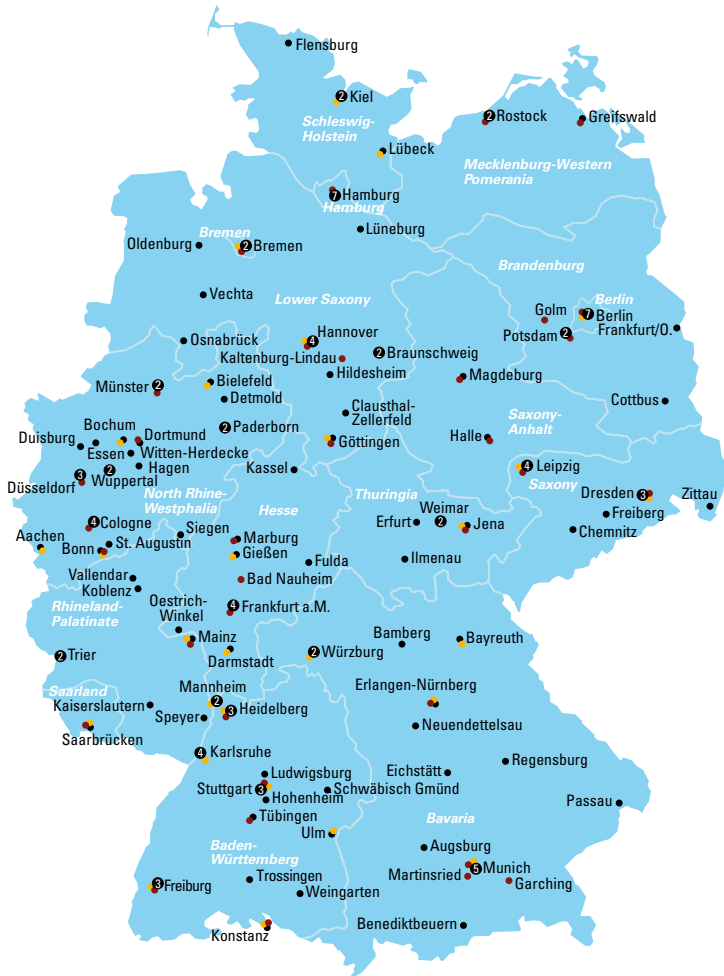 Flensburg
2 Kiel
Schleswig-
Holstein
2 Rostock
Greifswald
Lübeck
Mecklenburg-Western
Pomerania
7 Hamburg
Hamburg
Lüneburg
Bremen
Oldenburg
2 Bremen
Brandenburg
Vechta
Lower Saxony
Berlin
Golm
7 Berlin
Potsdam 2
Frankfurt/O.
Hannover
4
Osnabrück
Kaltenburg-Lindau
2 Braunschweig
Hildesheim
Magdeburg
Münster 2
Bielefeld
Detmold
Cottbus
Clausthal-
Zellerfeld
Saxony-
Anhalt
2 Paderborn
Bochum
Dortmund
Duisburg
Essen
Witten-Herdecke
Göttingen
Halle
Hagen
Kassel
4 Leipzig
3
2
Düsseldorf
Wuppertal
Saxony
North Rhine-
Westphalia
Thuringia
Dresden 3
Zittau
Hesse
Weimar
2
Freiberg
4 Cologne
Erfurt
Jena
Chemnitz
Siegen
Aachen
Bonn
St. Augustin
Marburg
Gießen
Fulda
Ilmenau
Vallendar
Koblenz
Bad Nauheim
Rhineland-
Palatinate
Oestrich-
Winkel
4 Frankfurt a.M.
Mainz
Bamberg
Bayreuth
2 Trier
Darmstadt
2 Würzburg
Saarland
Mannheim
2
Erlangen-Nürnberg
Kaiserslautern
3 Heidelberg
Speyer
Neuendettelsau
Saarbrücken
4 Karlsruhe
Regensburg
Ludwigsburg
Eichstätt
Stuttgart 3
Schwäbisch Gmünd
Hohenheim
Passau
Tübingen
Ulm
Bavaria
Baden-
Württemberg
Augsburg
5 Munich
Martinsried
Garching
3 Freiburg
Trossingen
Weingarten
Konstanz
Benediktbeuern